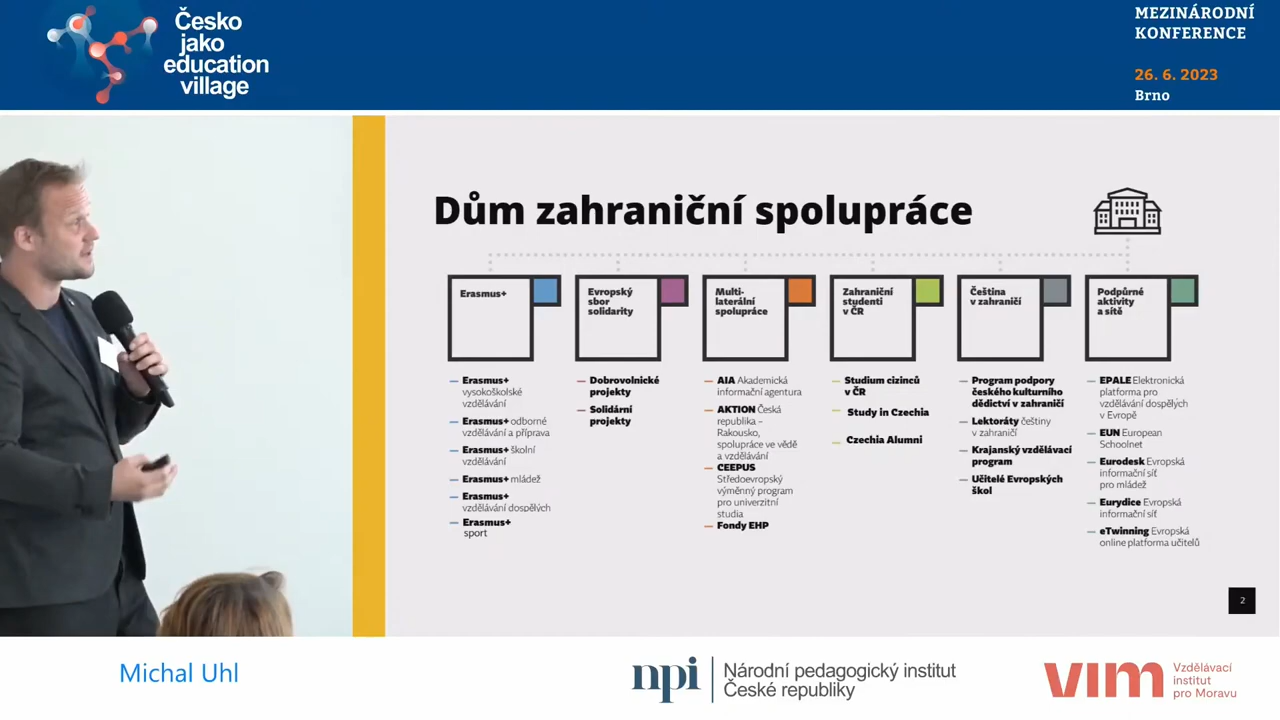 Česko
jako
education
village
MEZINÁRODNÍ
KONFERENCE
26. 6. 2023
Brno
Dům zahraniční spolupráce
Erasmus+
Erasmus+
vysokoškolské
vzdělávání
Erasmus+ odborné
vzdělávání a příprava
Erasmus+ školní
vzdělávání
Erasmus+ mládež
Erasmus+
vzdělávání dospělých
Erasmus+
sport
Evropský
sbor
solidarity
Dobrovolnické
projekty
Solidární
projekty
Multi-
laterální
spolupráce
AIA Akademická
informační agentura
AKTION Česká
republika –
Rakousko,
spolupráce ve vědě
a vzdělávání
CEEPUS
Středoevropský
výměnný program
pro univerzitní
studia
Fondy EHP
Zahraniční
studenti
v ČR
Studium cizinců
v ČR
Study in Czechia
Czechia Alumni
Čeština
v zahraničí
Program podpory
českého kulturního
dědictví v zahraničí
Lektoráty češtiny
v zahraničí
Krajanský vzdělávací
program
Učitelé Evropských
škol
Podpůrné
aktivity
a sítě
EPALE Elektronická
platforma pro
vzdělávání dospělých
v Evropě
EUN European
Schoolnet
Eurodesk Evropská
informační síť
pro mládež
Eurydice Evropská
informační síť
eTwinning Evropská
online platforma učitelů
2
Michal Uhl
npi
Národní pedagogický institut
České republiky
vim
Vzdělávací
institut
pro Moravu